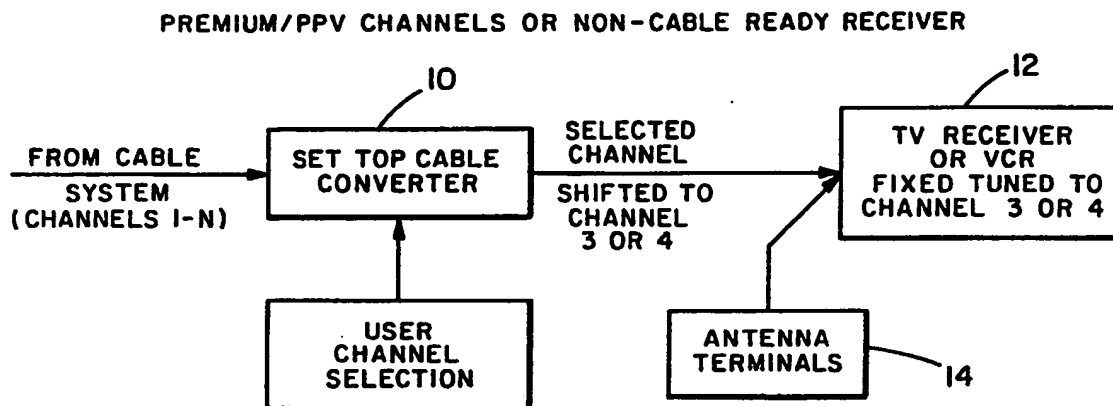 PREMIUM/PPV CHANNELS OR NON-CABLE READY RECEIVER
10
12
FROM CABLE
SYSTEM
(CHANNELS I-N)
SET TOP CABLE
CONVERTER
SELECTED
CHANNEL
SHIFTED TO
CHANNEL
3 OR 4
TV RECEIVER
OR VCR
FIXED TUNED TO
CHANNEL 3 OR 4
USER
CHANNEL
SELECTION
ANTENNA
TERMINALS
14